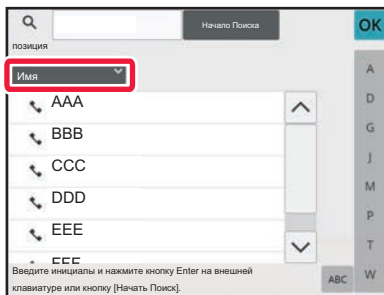 Начало Поиска
OK
позиция
Имя
AAA
BBB
CCC
DDD
EEE
FFF
A
D
G
J
M
P
T
W
Введите инициалы и нажмите кнопку Enter на внешней
клавиатуре или кнопку [Начать Поиск].
ABC